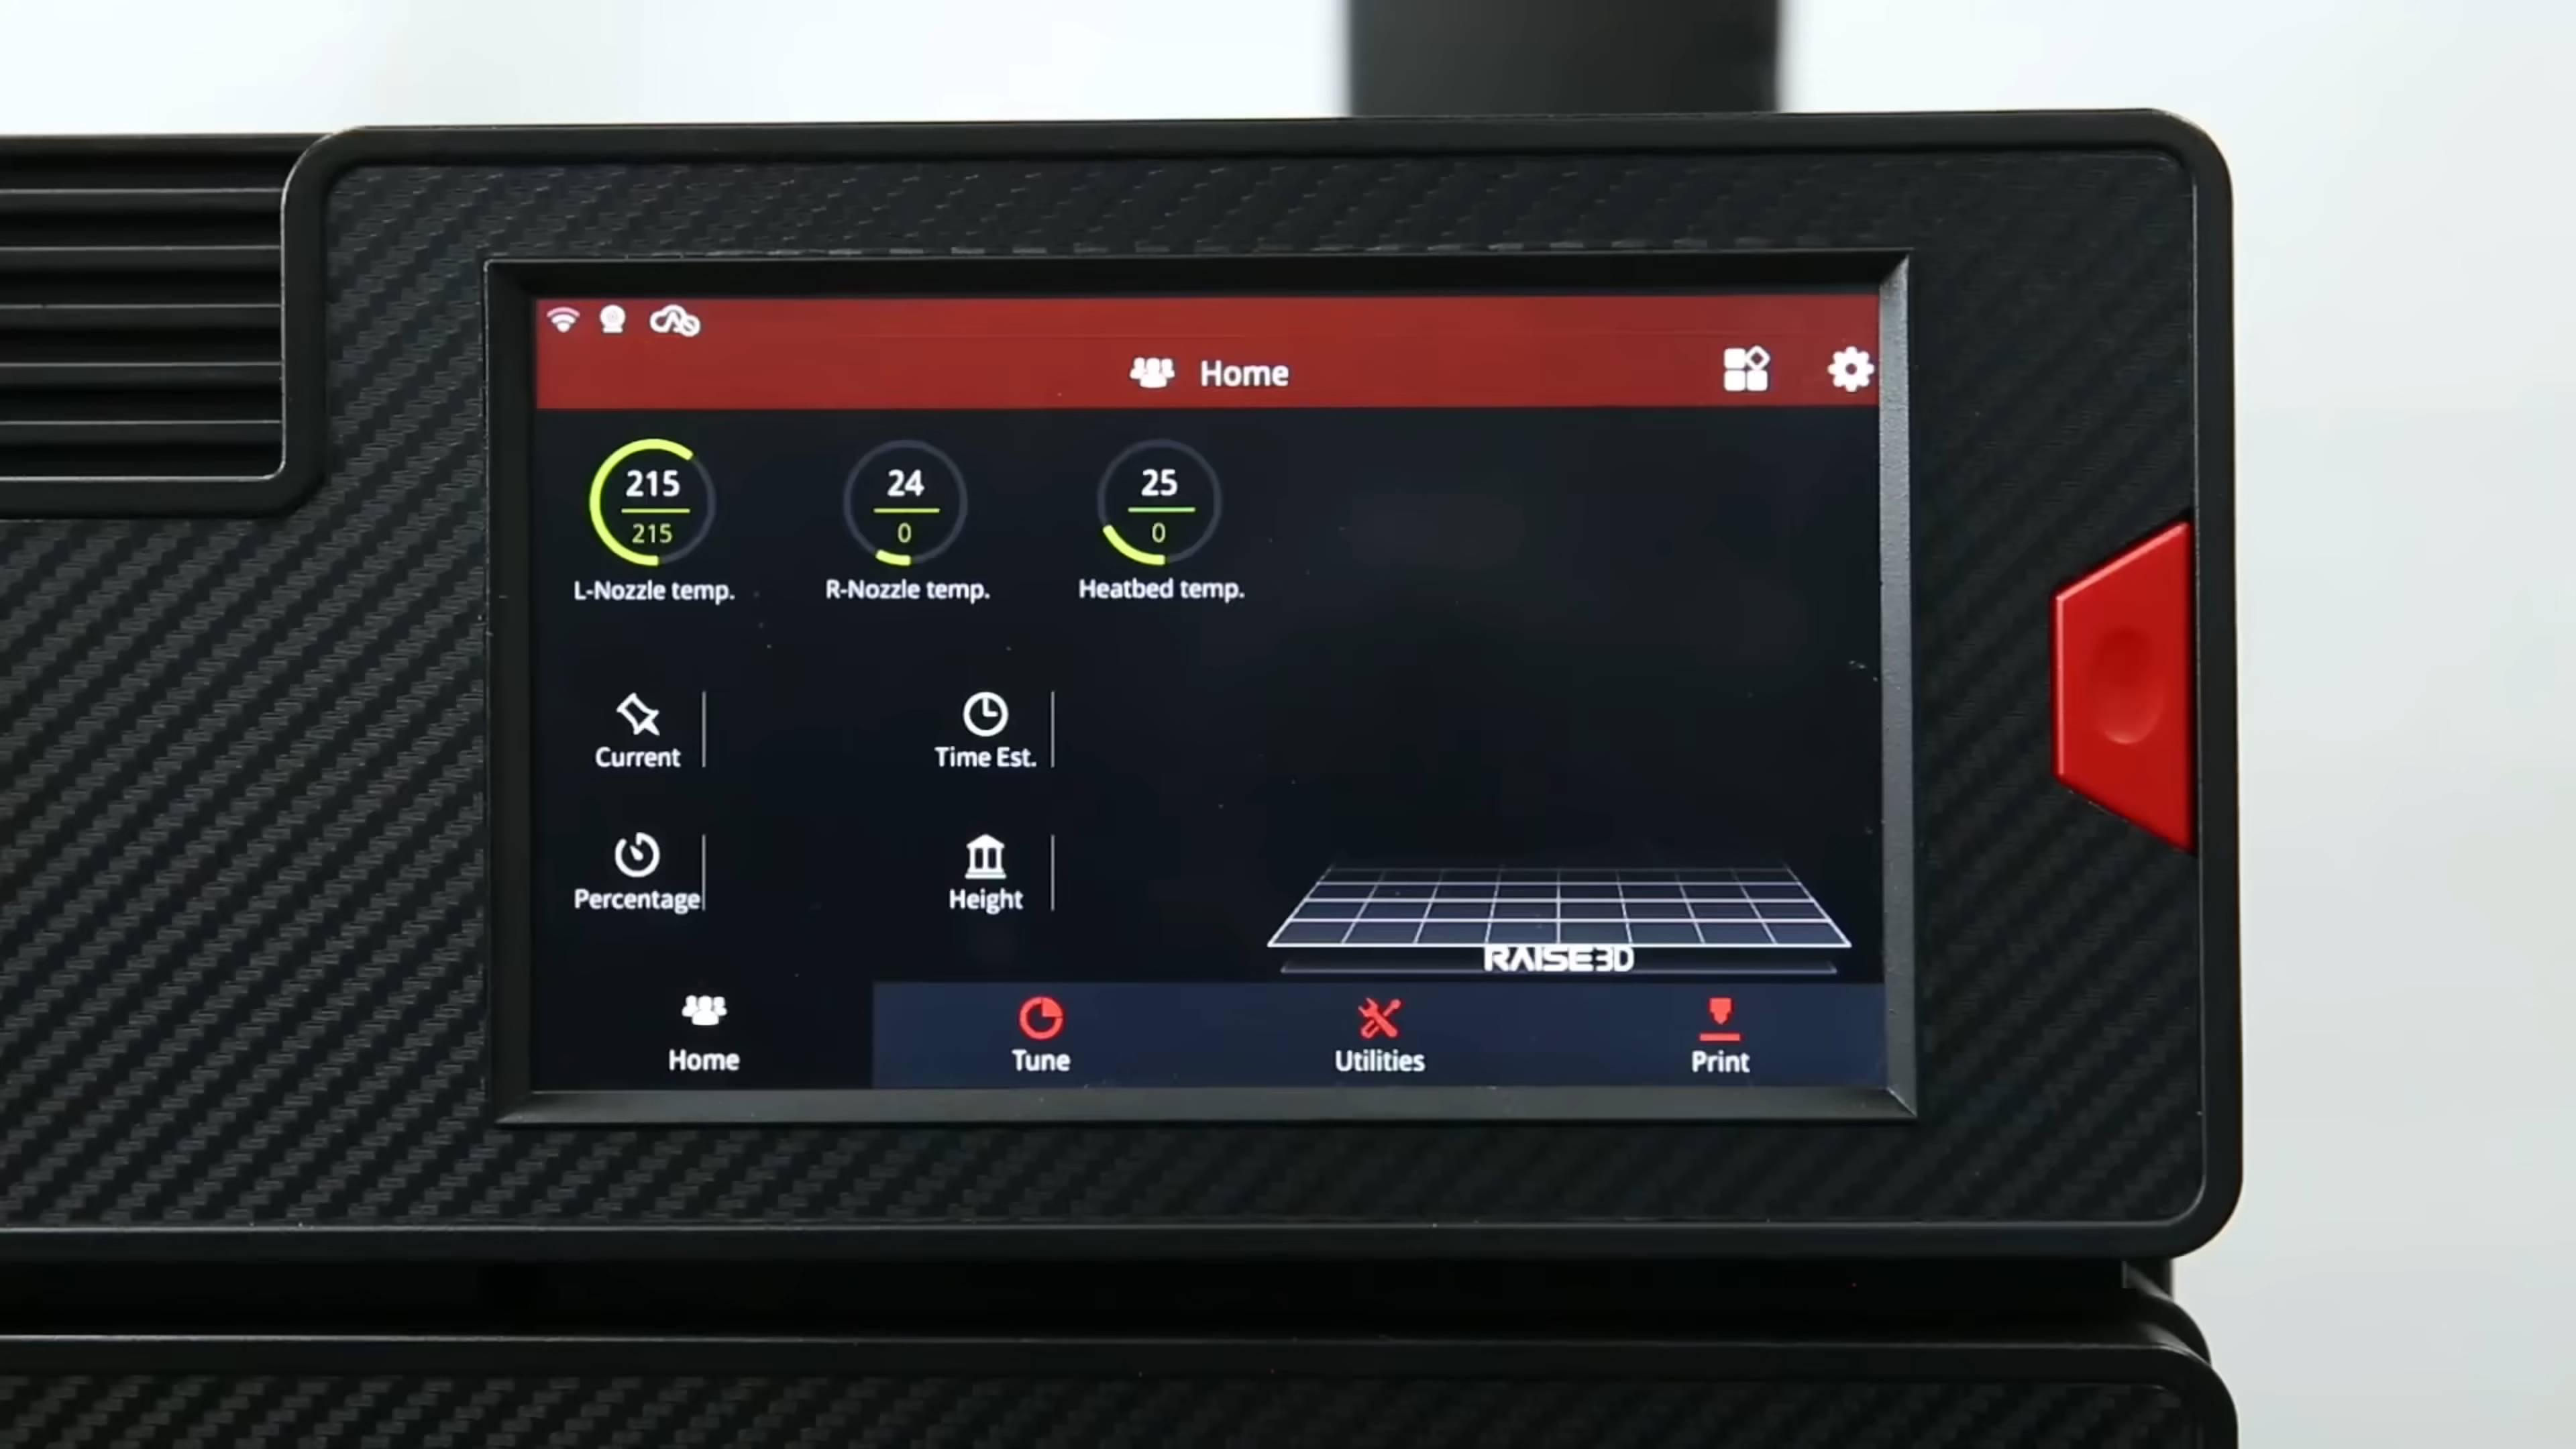 Home
215
215
L-Nozzle temp.
24
0
R-Nozzle temp.
25
0
Heatbed temp.
Current
Time Est.
Percentage
Height
RAISE3D
Home
Tune
Utilities
Print